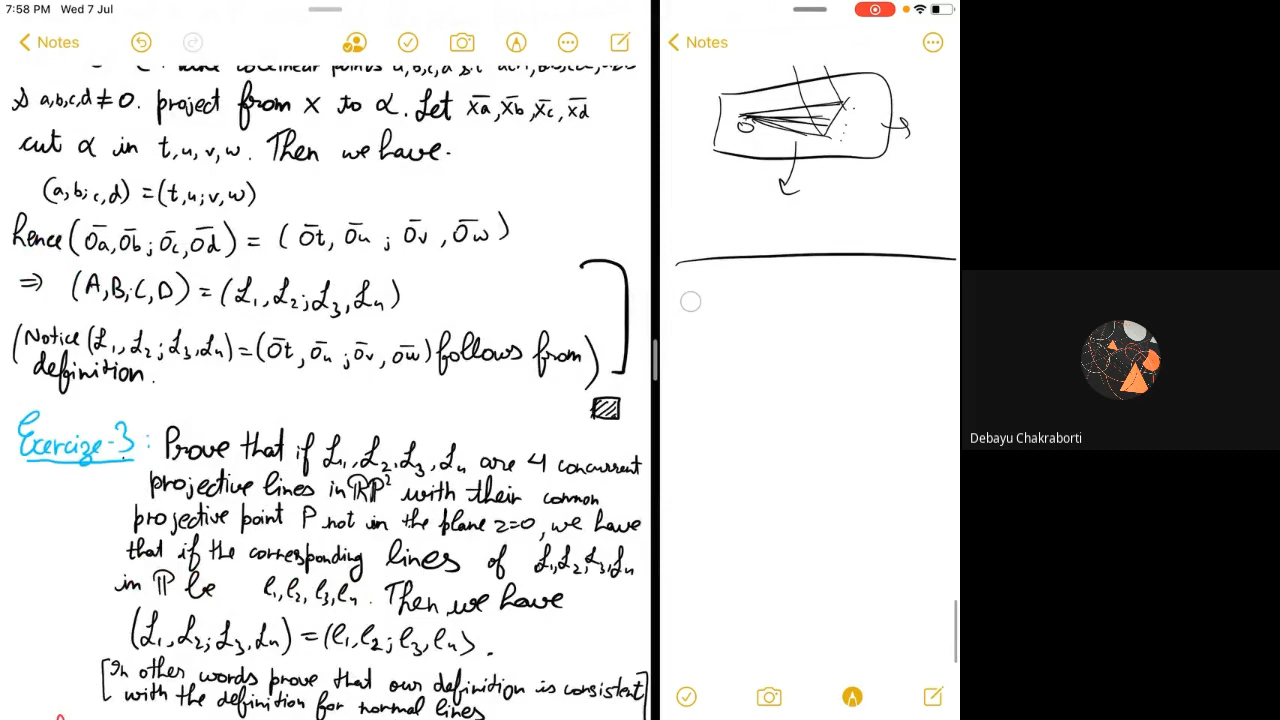 7:58 PM Wed 7 Jul
Notes
Notes
⇒ a,b,c,d ≠ 0. project from x to α. Let x̄a, x̄b, x̄c, x̄d
cut α in t,u,v,w. Then we have.
(a,b;c,d) = (t,u;v,w)
hence (Ōa,Ōb;Ōc,Ōd) = (Ōt, Ōu ; Ōv, Ōw)
⇒ (A,B;C,D) = (L₁,L₂;L₃,L₄)
(Notice (L₁,L₂;L₃,L₄) = (Ōt, Ōu ; Ōv, Ōw) follows from
definition.)
Exercize-3 : Prove that if L₁,L₂,L₃,L₄ are 4 concurrent
projective lines in RP² with their common
projective point P not in the plane z=0, we have
that if the corresponding lines of L₁,L₂,L₃,L₄
in ℙ be l₁,l₂,l₃,l₄. Then we have
(L₁,L₂;L₃,L₄) = (l₁,l₂;l₃,l₄).
[In other words prove that our definition is consistent
with the definition for normal lines
O
Debayu Chakraborti